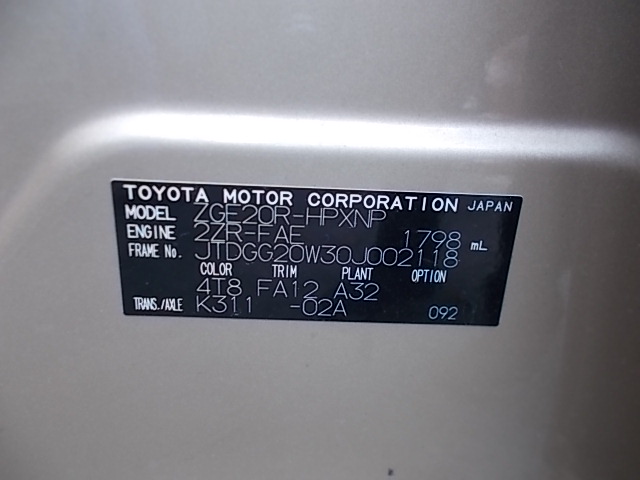 TOYOTA MOTOR CORPORATION JAPAN
MODEL ZGE20R-HPXNP
ENGINE 2ZR-FAE 1798 mL
FRAME No. JTDGG20W30J002118
COLOR TRIM PLANT OPTION
4T8 FA12 A32
TRANS./AXLE K311 -02A 092